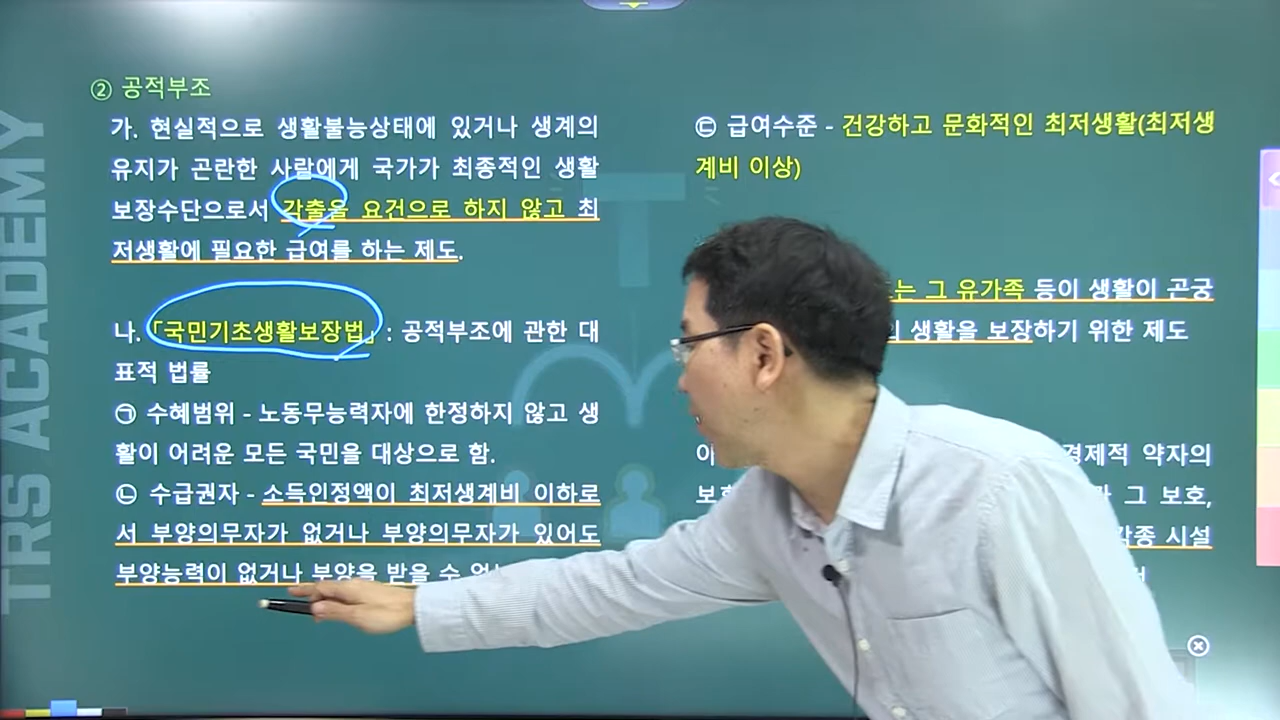 ② 공적부조
가. 현실적으로 생활불능상태에 있거나 생계의
유지가 곤란한 사람에게 국가가 최종적인 생활
보장수단으로서 갹출을 요건으로 하지 않고 최
저생활에 필요한 급여를 하는 제도.
나. 「국민기초생활보장법」 : 공적부조에 관한 대
표적 법률
㉠ 수혜범위 - 노동무능력자에 한정하지 않고 생
활이 어려운 모든 국민을 대상으로 함.
㉡ 수급권자 - 소득인정액이 최저생계비 이하로
서 부양의무자가 없거나 부양의무자가 있어도
부양능력이 없거나 부양을 받을 수
㉢ 급여수준 - 건강하고 문화적인 최저생활(최저생
계비 이상)
는 그 유가족 등이 생활이 곤궁
생활을 보장하기 위한 제도
경제적 약자의
그 보호,
각종 시설
TRS ACADEMY